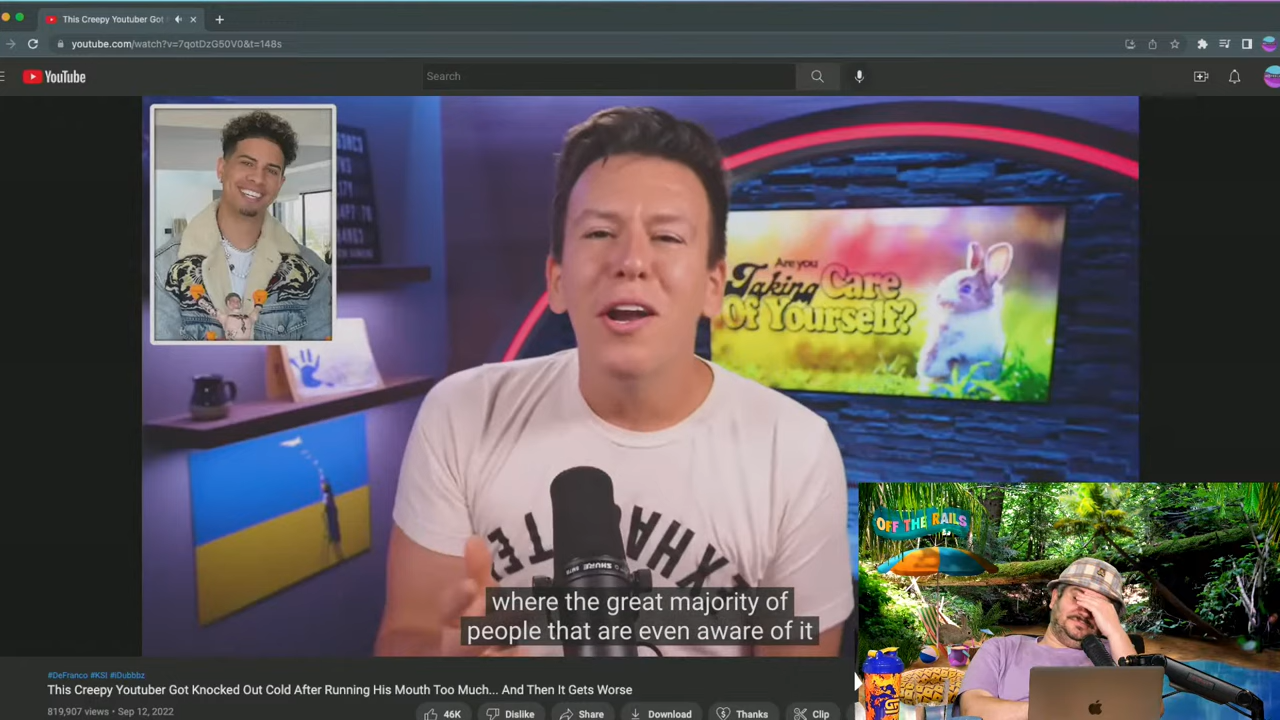 This Creepy Youtuber Got
youtube.com/watch?v=7qotDzG50V0&t=148s
YouTube
Search
Are you
Taking Care
Of Yourself?
EXHAUSTED
SHURE
where the great majority of
people that are even aware of it
OFF THE RAILS
#DeFranco #KSI #iDubbbz
This Creepy Youtuber Got Knocked Out Cold After Running His Mouth Too Much... And Then It Gets Worse
819,907 views • Sep 12, 2022
46K
Dislike
Share
Download
Thanks
Clip